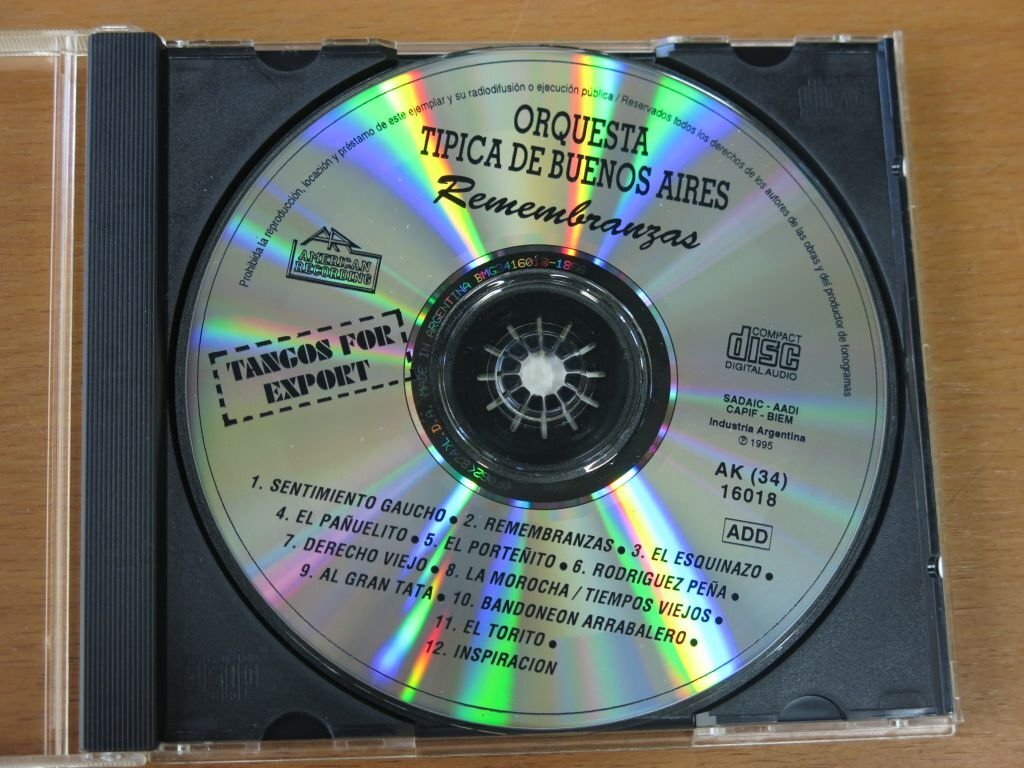 Prohibida la reproducción, locación y préstamo de este ejemplar y su radiodifusión o ejecución pública / Reservados todos los derechos de los autores de las obras y del productor de fonogramas
ORQUESTA
TIPICA DE BUENOS AIRES
Remembranzas
AR
AMERICAN
RECORDING
TANGOS FOR
EXPORT
MADE IN ARGENTINA
COMPACT
disc
DIGITAL AUDIO
SADAIC - AADI
CAPIF - BIEM
Industria Argentina
℗ 1995
AK (34)
16018
ADD
1. SENTIMIENTO GAUCHO ● 2. REMEMBRANZAS ● 3. EL ESQUINAZO ●
4. EL PAÑUELITO ● 5. EL PORTEÑITO ● 6. RODRIGUEZ PEÑA ●
7. DERECHO VIEJO ● 8. LA MOROCHA / TIEMPOS VIEJOS ●
9. AL GRAN TATA ● 10. BANDONEON ARRABALERO ●
11. EL TORITO ●
12. INSPIRACION